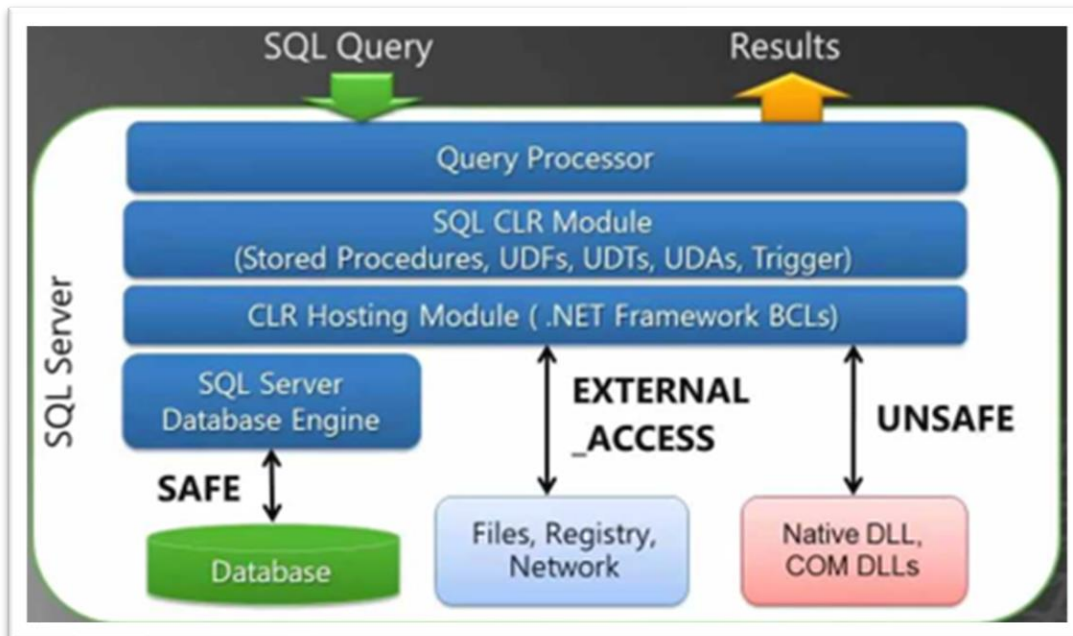 SQL Query
Results
Query Processor
SQL CLR Module
(Stored Procedures, UDFs, UDTs, UDAs, Trigger)
CLR Hosting Module ( .NET Framework BCLs)
SQL Server
SQL Server
Database Engine
EXTERNAL
_ACCESS
UNSAFE
SAFE
Database
Files, Registry,
Network
Native DLL,
COM DLLs